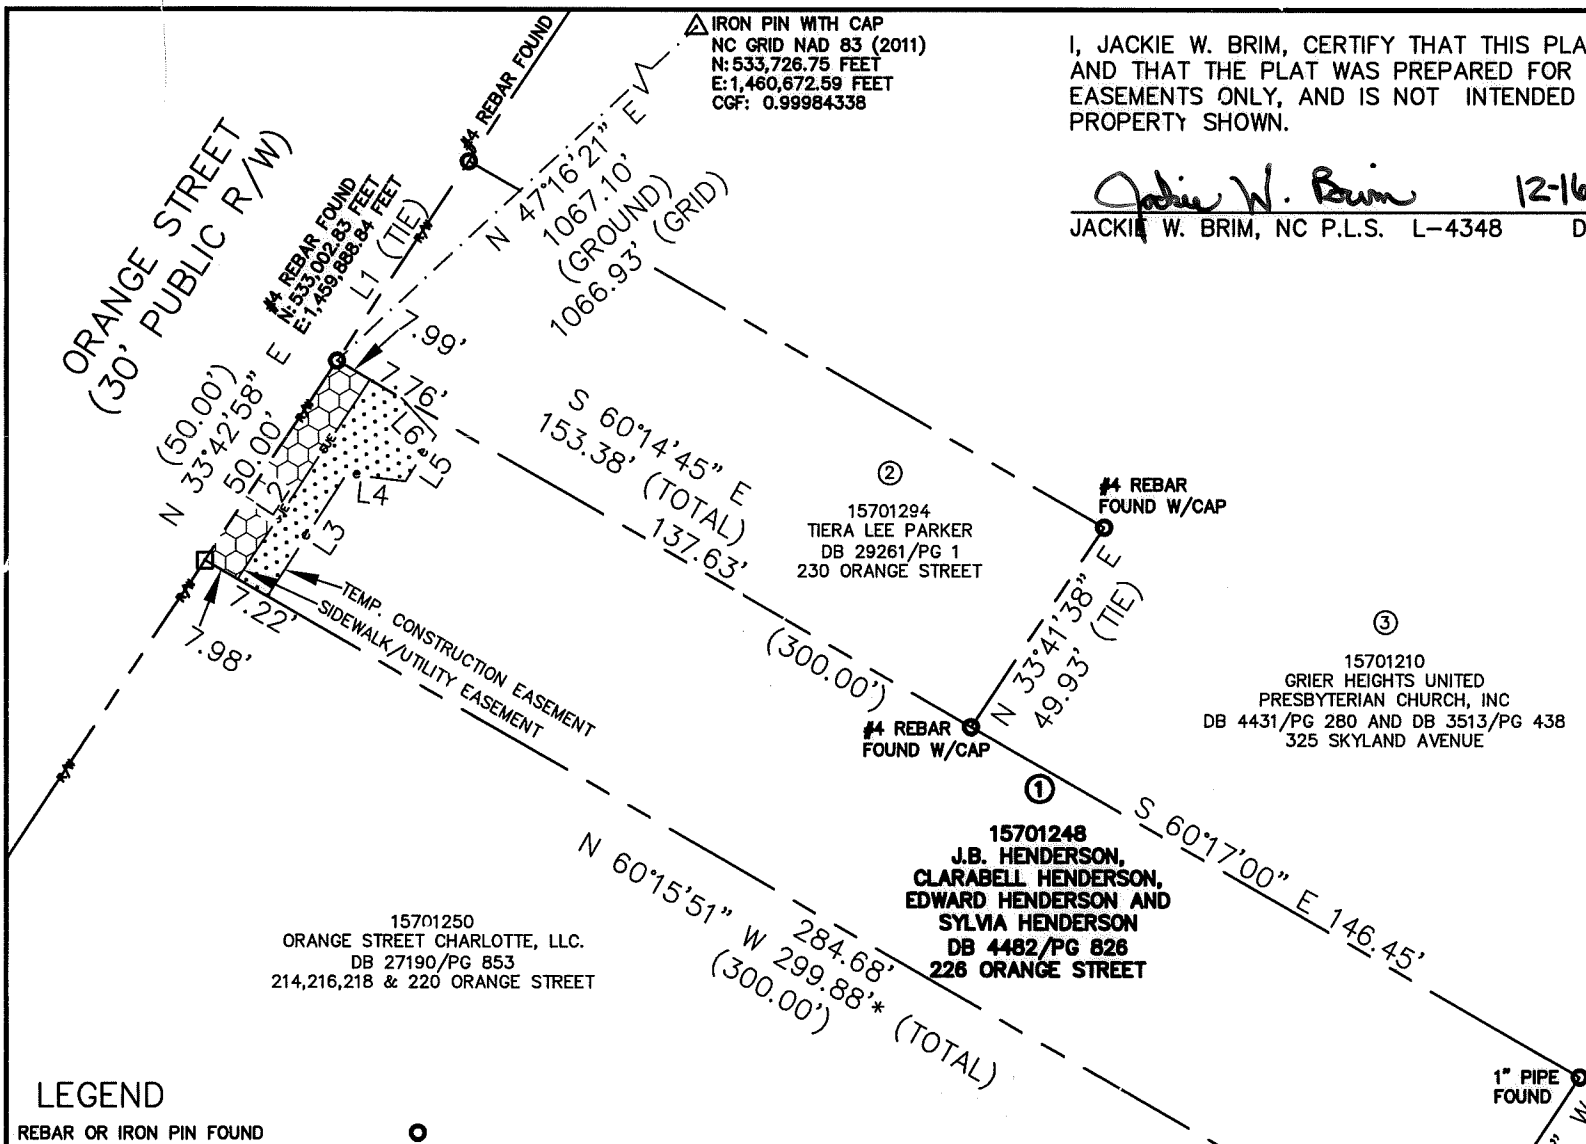 IRON PIN WITH CAP
NC GRID NAD 83 (2011)
N: 533,726.75 FEET
E: 1,460,672.59 FEET
CGF: 0.99984338
I, JACKIE W. BRIM, CERTIFY THAT THIS PLA
AND THAT THE PLAT WAS PREPARED FOR
EASEMENTS ONLY, AND IS NOT INTENDED
PROPERTY SHOWN.
Jackie W. Brim 12-16
JACKIE W. BRIM, NC P.L.S. L-4348 D
#4 REBAR FOUND
ORANGE STREET
(30' PUBLIC R/W)
#4 REBAR FOUND
N: 533,002.83 FEET
E: 1,459,888.84 FEET
L1 (TIE)
R/W
N 47°16'21" E
1067.10'
(GROUND)
1066.93' (GRID)
7.99'
7.76'
(50.00')
N 33°42'58" E
50.00'
R/W
L2
SUE
SUE
L6
L5
L4
L3
e
e
e
S 60°14'45" E
153.38' (TOTAL)
137.63'
(300.00')
2
15701294
TIERA LEE PARKER
DB 29261/PG 1
230 ORANGE STREET
#4 REBAR
FOUND W/CAP
N 33°41'38" E
49.93' (TIE)
3
15701210
GRIER HEIGHTS UNITED
PRESBYTERIAN CHURCH, INC
DB 4431/PG 280 AND DB 3513/PG 438
325 SKYLAND AVENUE
R/W
7.22'
7.98'
TEMP. CONSTRUCTION EASEMENT
SIDEWALK/UTILITY EASEMENT
R/W
#4 REBAR
FOUND W/CAP
1
15701248
J.B. HENDERSON,
CLARABELL HENDERSON,
EDWARD HENDERSON AND
SYLVIA HENDERSON
DB 4482/PG 826
226 ORANGE STREET
S 60°17'00" E 146.45'
284.68'
N 60°15'51" W 299.88'* (TOTAL)
(300.00')
15701250
ORANGE STREET CHARLOTTE, LLC.
DB 27190/PG 853
214,216,218 & 220 ORANGE STREET
1" PIPE
FOUND
" W
LEGEND
REBAR OR IRON PIN FOUND